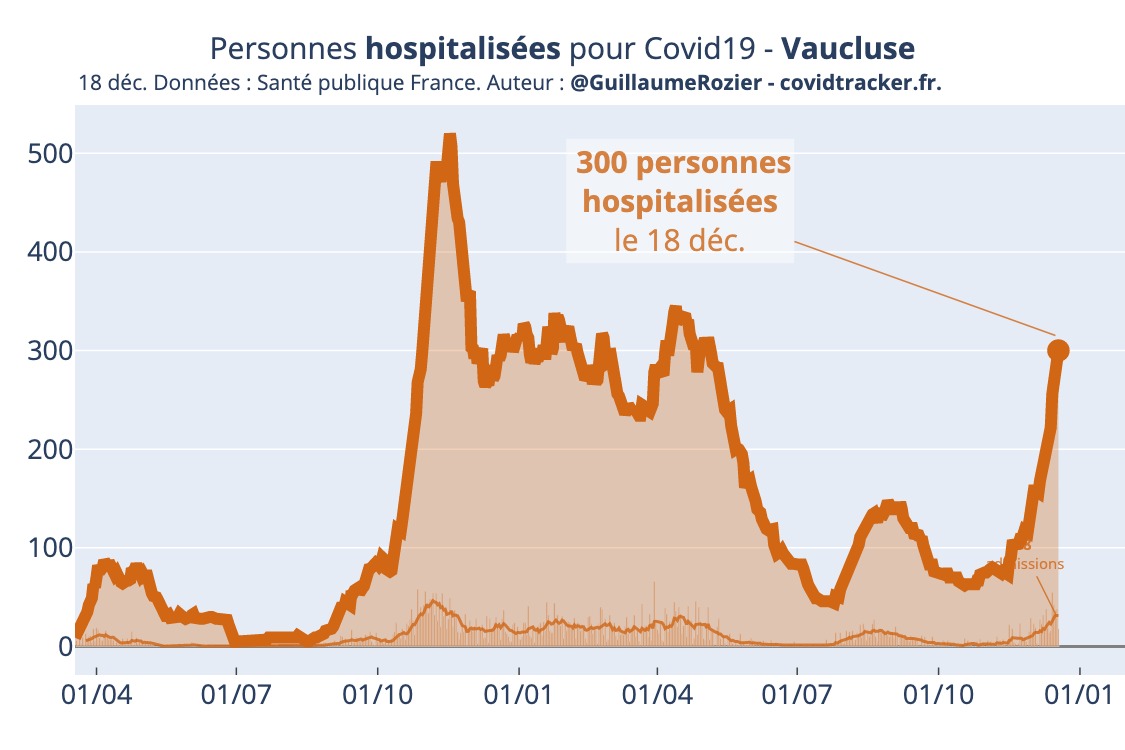 Personnes hospitalisées pour Covid19 - Vaucluse
18 déc. Données : Santé publique France. Auteur : @GuillaumeRozier - covidtracker.fr.
300 personnes
hospitalisées
le 18 déc.
500
400
300
200
100
0
01/04
01/07
01/10
01/01
01/04
01/07
01/10
01/01